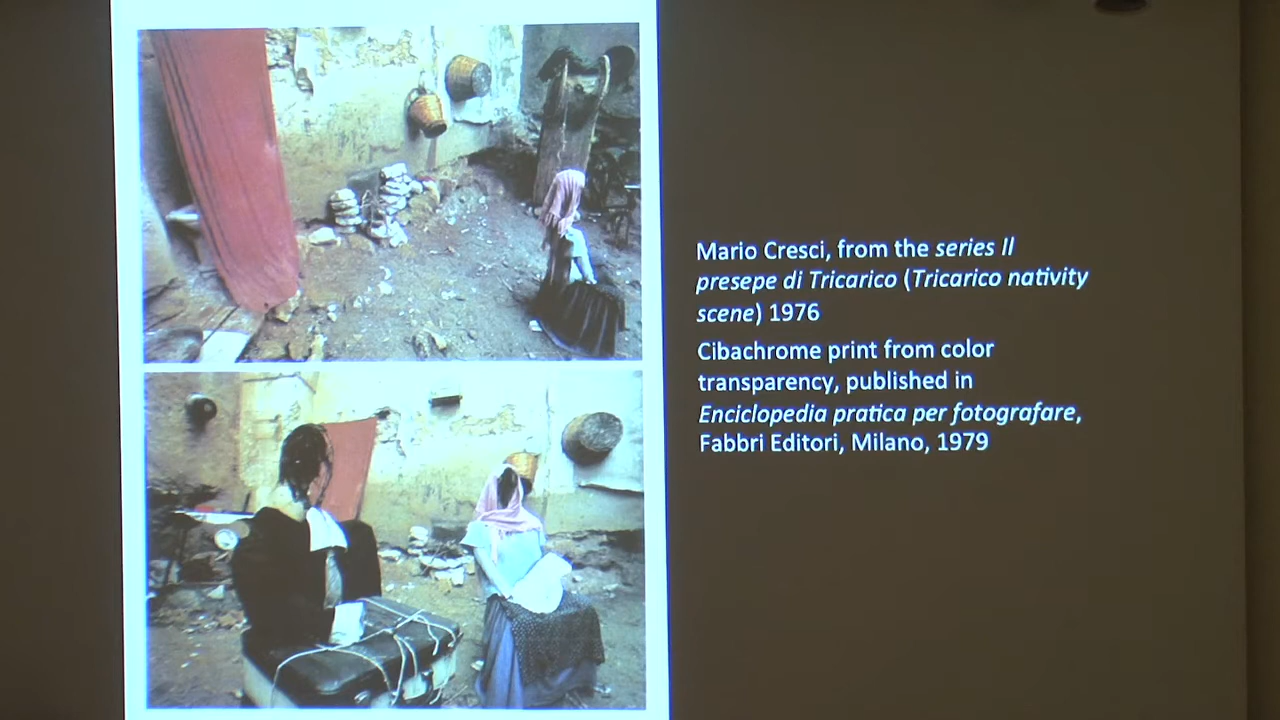 Mario Cresci, from the series Il
presepe di Tricarico (Tricarico nativity
scene) 1976
Cibachrome print from color
transparency, published in
Enciclopedia pratica per fotografare,
Fabbri Editori, Milano, 1979